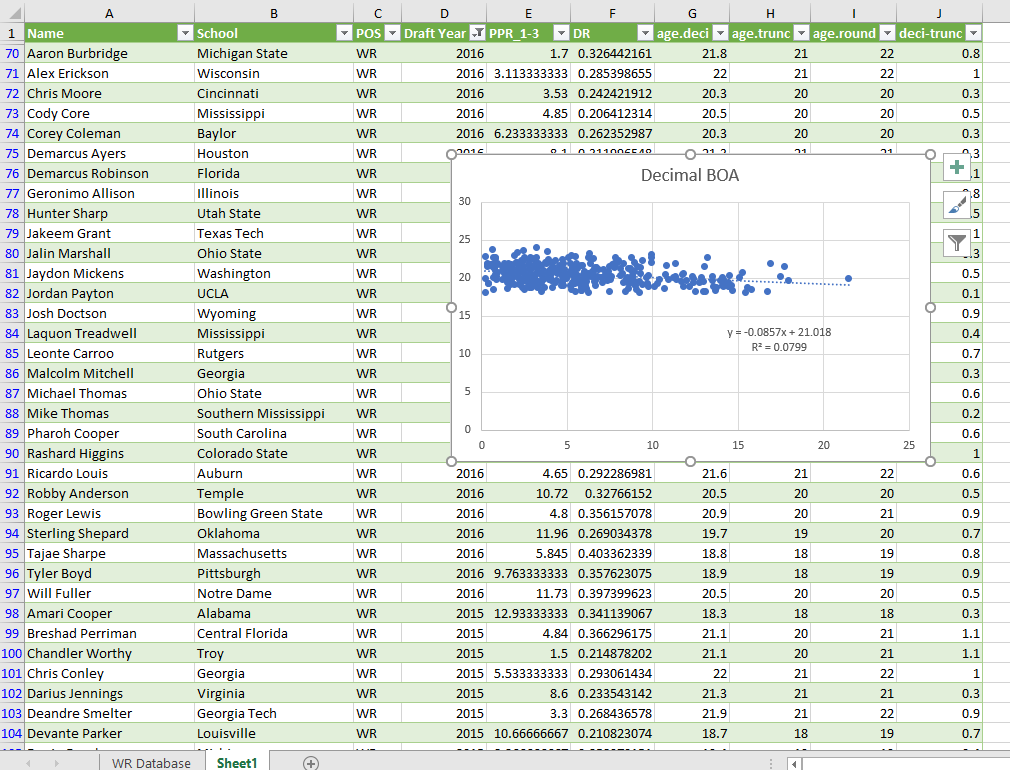 A B C D E F G H I J
1 Name School POS Draft Year PPR_1-3 DR age.deci age.trunc age.round deci-trunc
70 Aaron Burbridge Michigan State WR 2016 1.7 0.326442161 21.8 21 22 0.8
71 Alex Erickson Wisconsin WR 2016 3.113333333 0.285398655 22 21 22 1
72 Chris Moore Cincinnati WR 2016 3.53 0.242421912 20.3 20 20 0.3
73 Cody Core Mississippi WR 2016 4.85 0.206412314 20.5 20 20 0.5
74 Corey Coleman Baylor WR 2016 6.233333333 0.262352987 20.3 20 20 0.3
75 Demarcus Ayers Houston WR 2016 8.1 21.3 21 21 0.3
76 Demarcus Robinson Florida WR .1
77 Geronimo Allison Illinois WR 0.8
78 Hunter Sharp Utah State WR .5
79 Jakeem Grant Texas Tech WR 1
80 Jalin Marshall Ohio State WR 0.3
81 Jaydon Mickens Washington WR 0.5
82 Jordan Payton UCLA WR 0.1
83 Josh Doctson Wyoming WR 0.9
84 Laquon Treadwell Mississippi WR 0.4
85 Leonte Carroo Rutgers WR 0.7
86 Malcolm Mitchell Georgia WR 0.3
87 Michael Thomas Ohio State WR 0.6
88 Mike Thomas Southern Mississippi WR 0.2
89 Pharoh Cooper South Carolina WR 0.6
90 Rashard Higgins Colorado State WR 1
Decimal BOA
30
25
20
15
10
5
0
0 5 10 15 20 25
y = -0.0857x + 21.018
R² = 0.0799
91 Ricardo Louis Auburn WR 2016 4.65 0.292286981 21.6 21 22 0.6
92 Robby Anderson Temple WR 2016 10.72 0.32766152 20.5 20 20 0.5
93 Roger Lewis Bowling Green State WR 2016 4.8 0.356157078 20.9 20 21 0.9
94 Sterling Shepard Oklahoma WR 2016 11.96 0.269034378 19.7 19 20 0.7
95 Tajae Sharpe Massachusetts WR 2016 5.845 0.403362339 18.8 18 19 0.8
96 Tyler Boyd Pittsburgh WR 2016 9.763333333 0.357623075 18.9 18 19 0.9
97 Will Fuller Notre Dame WR 2016 11.73 0.397399623 20.5 20 20 0.5
98 Amari Cooper Alabama WR 2015 12.93333333 0.341139067 18.3 18 18 0.3
99 Breshad Perriman Central Florida WR 2015 4.84 0.366296175 21.1 20 21 1.1
100 Chandler Worthy Troy WR 2015 1.5 0.214878202 21.1 20 21 1.1
101 Chris Conley Georgia WR 2015 5.533333333 0.293061434 22 21 22 1
102 Darius Jennings Virginia WR 2015 8.6 0.233543142 21.3 21 21 0.3
103 Deandre Smelter Georgia Tech WR 2015 3.3 0.268436578 21.9 21 22 0.9
104 Devante Parker Louisville WR 2015 10.66666667 0.210823074 18.7 18 19 0.7
WR Database Sheet1